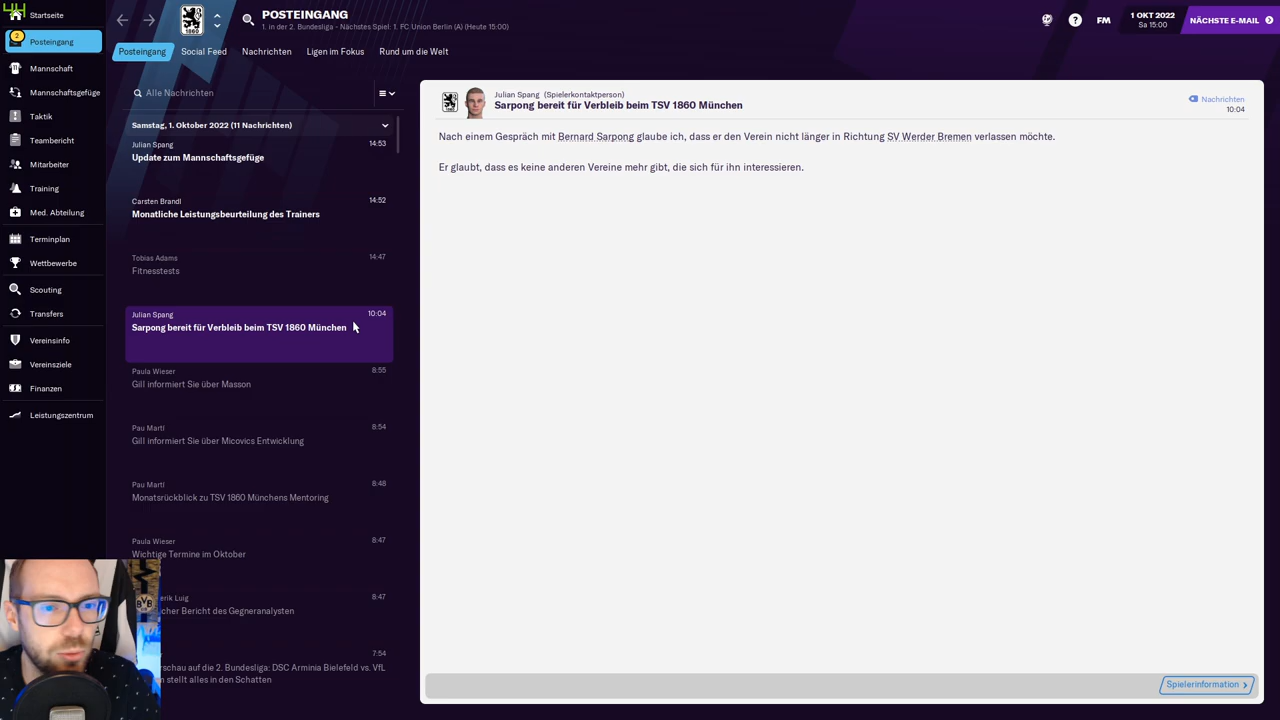 Startseite
2
Posteingang
Mannschaft
Mannschaftsgefüge
Taktik
Teambericht
Mitarbeiter
Training
Med. Abteilung
Terminplan
Wettbewerbe
Scouting
Transfers
Vereinsinfo
Vereinsziele
Finanzen
Leistungszentrum
1860
POSTEINGANG
1. in der 2. Bundesliga - Nächstes Spiel: 1. FC Union Berlin (A) (Heute 15:00)
?
FM
1 OKT 2022
Sa 15:00
NÄCHSTE E-MAIL
Posteingang
Social Feed
Nachrichten
Ligen im Fokus
Rund um die Welt
Alle Nachrichten
Samstag, 1. Oktober 2022 (11 Nachrichten)
Julian Spang 14:53
Update zum Mannschaftsgefüge
Carsten Brandl 14:52
Monatliche Leistungsbeurteilung des Trainers
Tobias Adams 14:47
Fitnesstests
Julian Spang 10:04
Sarpong bereit für Verbleib beim TSV 1860 München
Paula Wieser 8:55
Gill informiert Sie über Masson
Pau Martí 8:54
Gill informiert Sie über Micovics Entwicklung
Pau Martí 8:48
Monatsrückblick zu TSV 1860 Münchens Mentoring
Paula Wieser 8:47
Wichtige Termine im Oktober
erik Luig 8:47
icher Bericht des Gegneranalysten
7:54
rschau auf die 2. Bundesliga: DSC Arminia Bielefeld vs. VfL
stellt alles in den Schatten
Julian Spang (Spielerkontaktperson)
Sarpong bereit für Verbleib beim TSV 1860 München
Nachrichten
10:04
Nach einem Gespräch mit Bernard Sarpong glaube ich, dass er den Verein nicht länger in Richtung SV Werder Bremen verlassen möchte.
Er glaubt, dass es keine anderen Vereine mehr gibt, die sich für ihn interessieren.
Spielerinformation
BVB